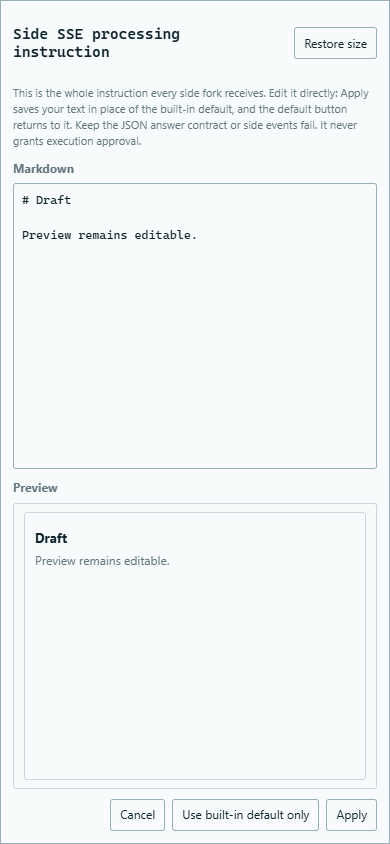 Side SSE processing
instruction
Restore size
This is the whole instruction every side fork receives. Edit it directly: Apply
saves your text in place of the built-in default, and the default button
returns to it. Keep the JSON answer contract or side events fail. It never
grants execution approval.
Markdown
# Draft
Preview remains editable.
Preview
Draft
Preview remains editable.
Cancel
Use built-in default only
Apply